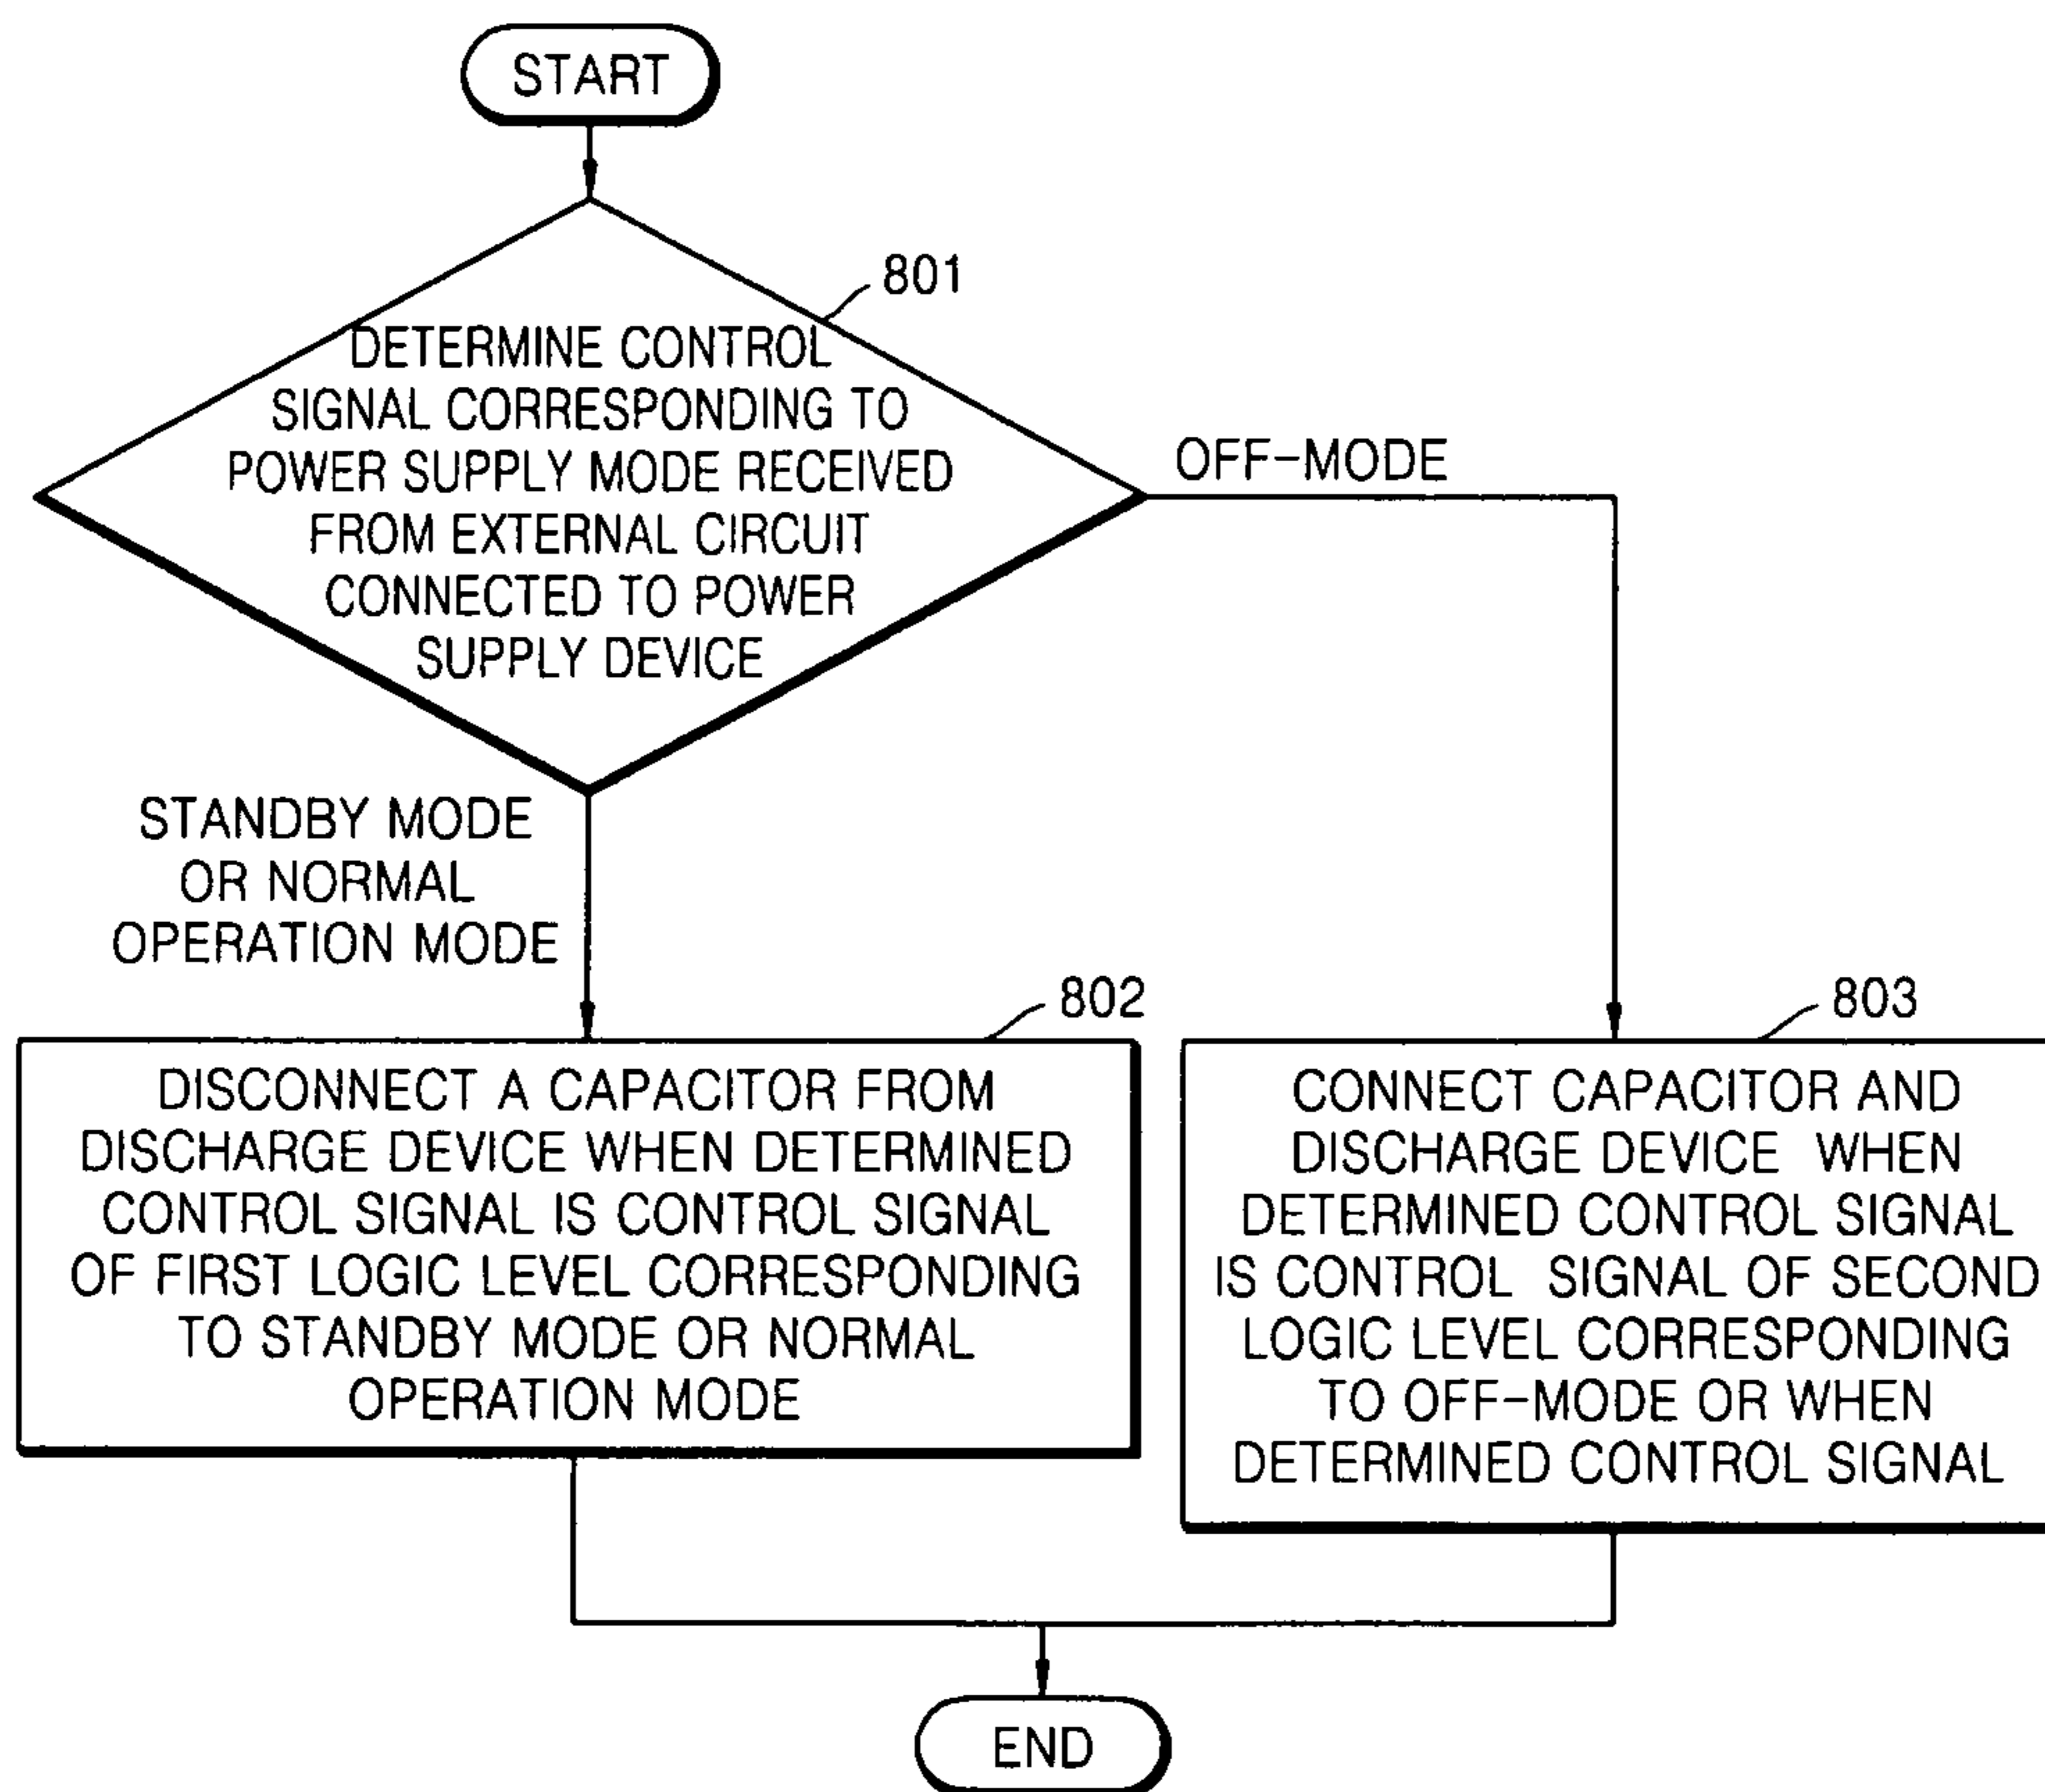 START
801
DETERMINE CONTROL
SIGNAL CORRESPONDING TO
POWER SUPPLY MODE RECEIVED
FROM EXTERNAL CIRCUIT
CONNECTED TO POWER
SUPPLY DEVICE
OFF-MODE
STANDBY MODE
OR NORMAL
OPERATION MODE
802
DISCONNECT A CAPACITOR FROM
DISCHARGE DEVICE WHEN DETERMINED
CONTROL SIGNAL IS CONTROL SIGNAL
OF FIRST LOGIC LEVEL CORRESPONDING
TO STANDBY MODE OR NORMAL
OPERATION MODE
803
CONNECT CAPACITOR AND
DISCHARGE DEVICE WHEN
DETERMINED CONTROL SIGNAL
IS CONTROL SIGNAL OF SECOND
LOGIC LEVEL CORRESPONDING
TO OFF-MODE OR WHEN
DETERMINED CONTROL SIGNAL
END